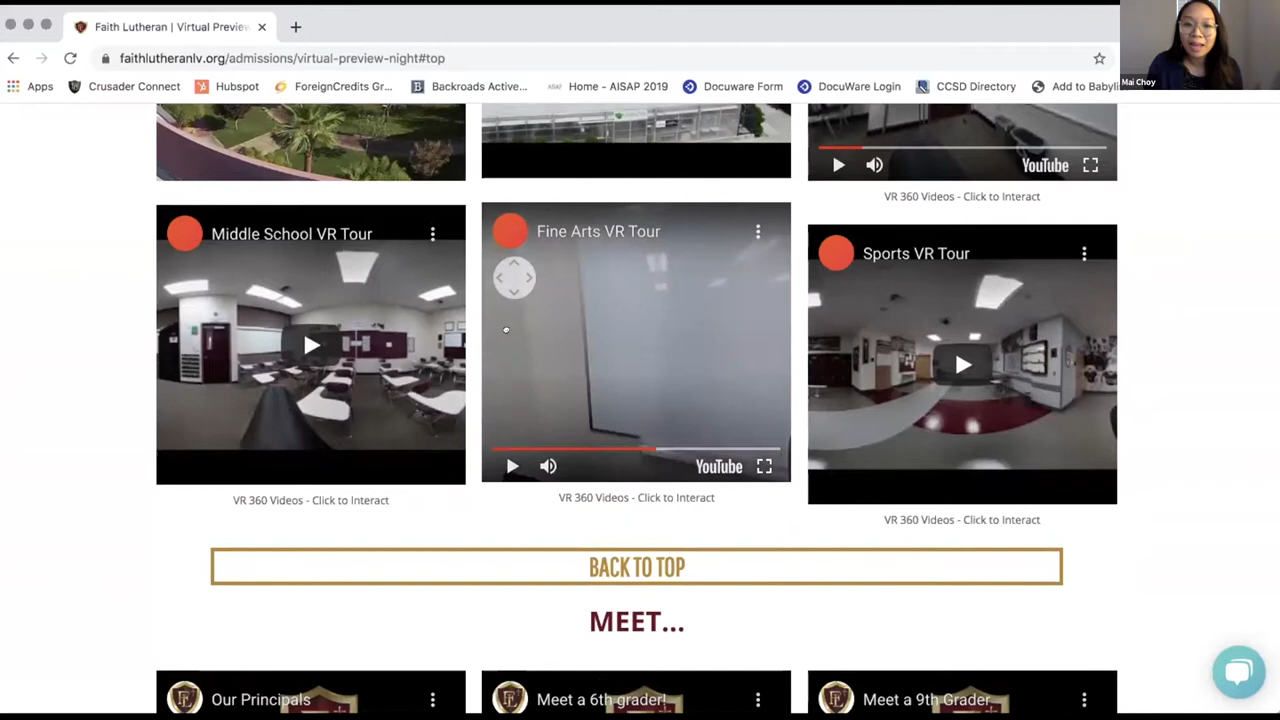 Faith Lutheran | Virtual Preview
faithlutheranlv.org/admissions/virtual-preview-night#top
Mai Choy
Apps
Crusader Connect
Hubspot
ForeignCredits Gr...
Backroads Active...
Home - AISAP 2019
Docuware Form
DocuWare Login
CCSD Directory
Add to Babyli
YouTube
VR 360 Videos - Click to Interact
Middle School VR Tour
Fine Arts VR Tour
Sports VR Tour
YouTube
VR 360 Videos - Click to Interact
VR 360 Videos - Click to Interact
VR 360 Videos - Click to Interact
BACK TO TOP
MEET...
Our Principals
Meet a 6th grader!
Meet a 9th Grader